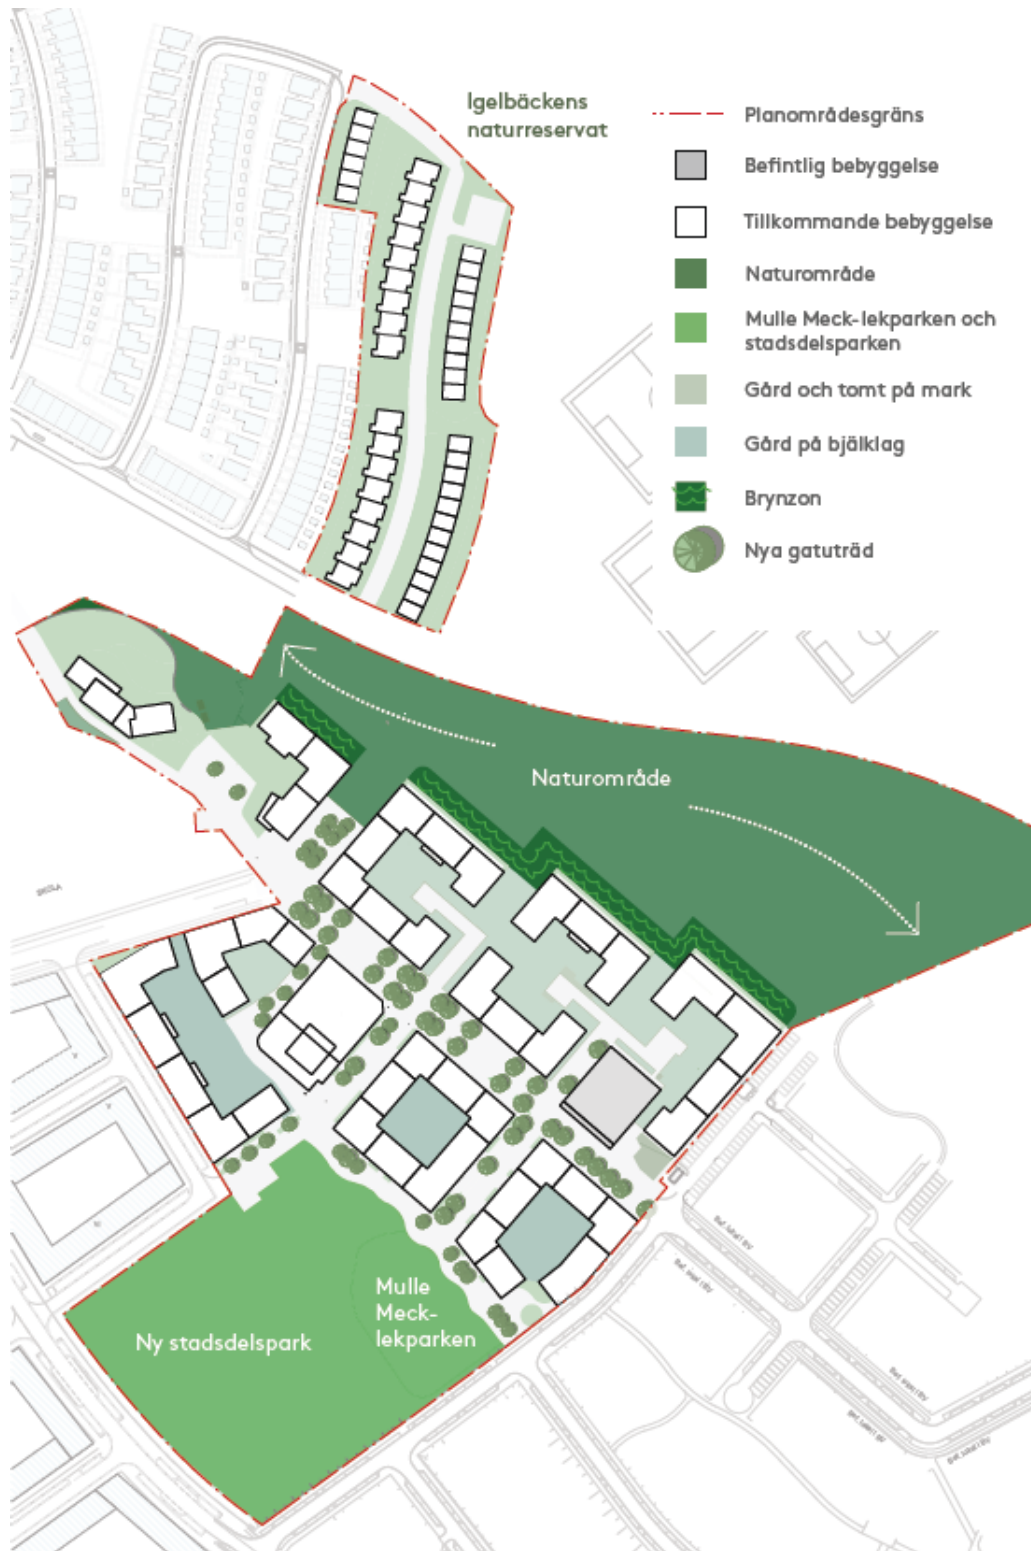 Igelbäckens
naturreservat
Planområdesgräns
Befintlig bebyggelse
Tillkommande bebyggelse
Naturområde
Mulle Meck-lekparken och
stadsdelsparken
Gård och tomt på mark
Gård på bjälklag
Brynzon
Nya gatuträd
Naturområde
SKOLA
Mulle
Meck-
lekparken
Ny stadsdelspark